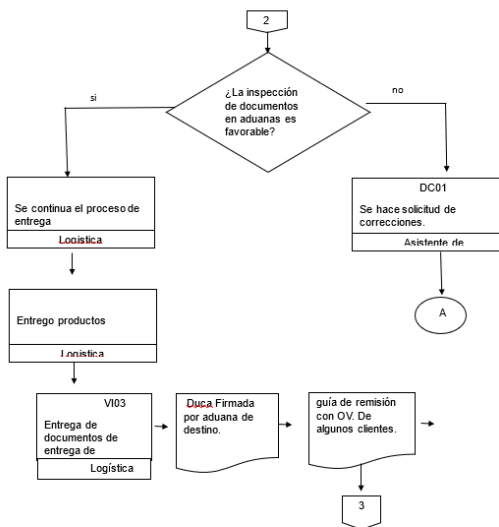 2
¿La inspección
de documentos
en aduanas es
favorable?
si
no
Se continua el proceso de
entrega
Logistica
DC01
Se hace solicitud de
correcciones.
Asistente de
A
Entrego productos
Logistica
VI03
Entrega de
documentos de
entrega de
Logística
Duca Firmada
por aduana de
destino.
guía de remisión
con OV. De
algunos clientes.
3